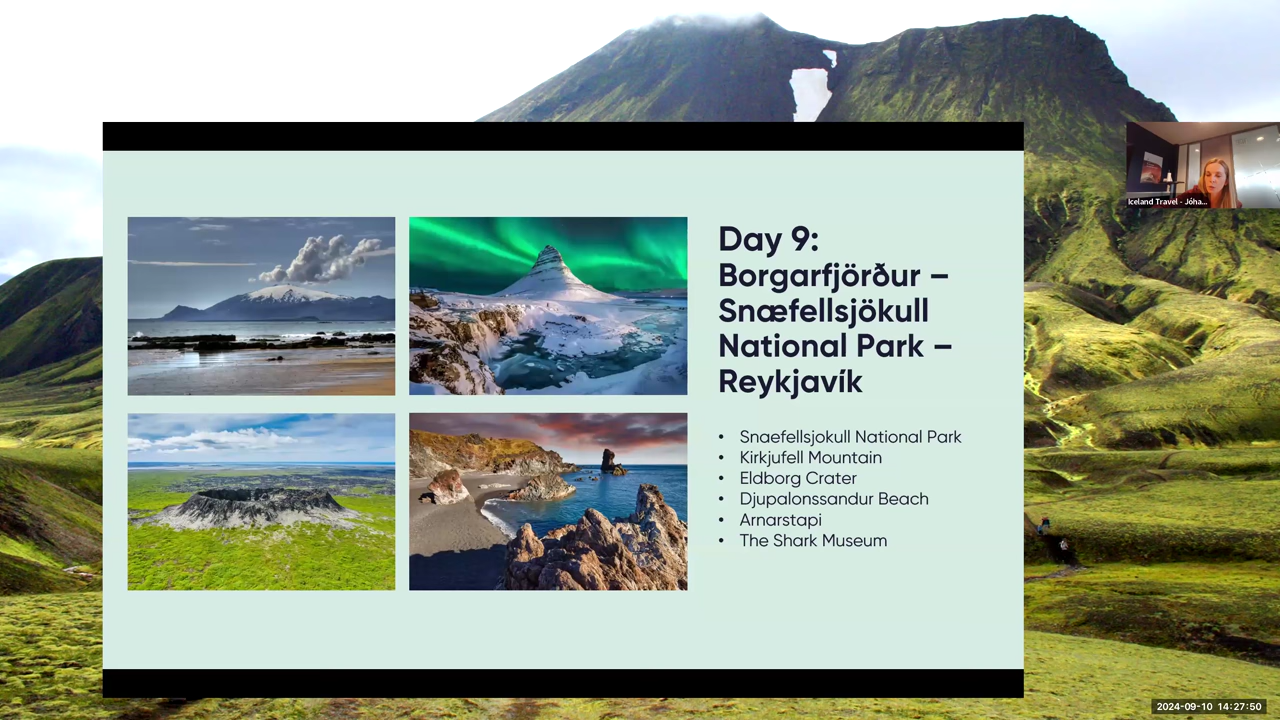 Day 9:
Borgarfjörður –
Snæfellsjökull
National Park –
Reykjavík
• Snaefellsjokull National Park
• Kirkjufell Mountain
• Eldborg Crater
• Djupalonssandur Beach
• Arnarstapi
• The Shark Museum
Iceland Travel - Jóha...
2024-09-10 14:27:50